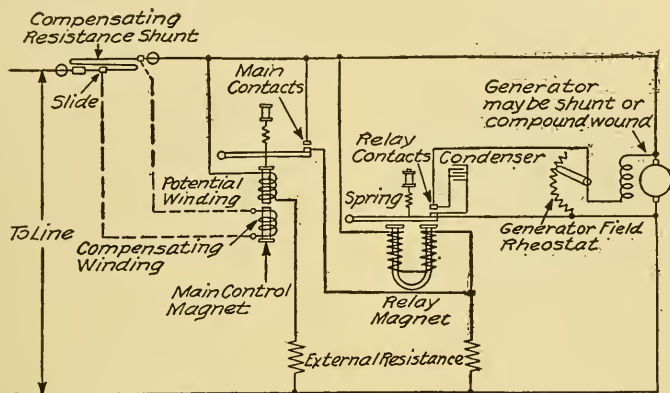 Compensating
Resistance Shunt
Slide
To Line
Main
Contacts
Potential
Winding
Compensating
Winding
Main Control
Magnet
Relay
Contacts
Condenser
Spring
Relay
Magnet
External Resistance
Generator
may be shunt or
compound wound
Generator Field
Rheostat